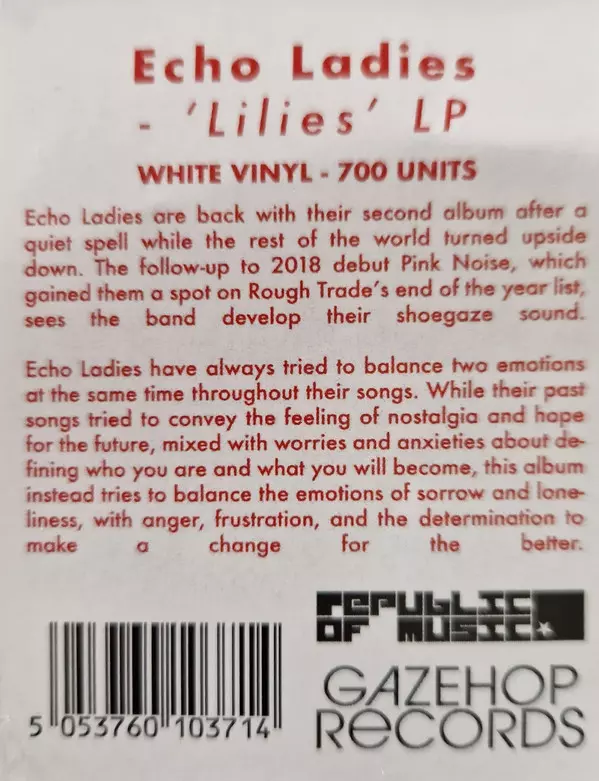 Echo Ladies
- 'Lilies' LP
WHITE VINYL - 700 UNITS
Echo Ladies are back with their second album after a
quiet spell while the rest of the world turned upside
down. The follow-up to 2018 debut Pink Noise, which
gained them a spot on Rough Trade's end of the year list,
sees the band develop their shoegaze sound.
Echo Ladies have always tried to balance two emotions
at the same time throughout their songs. While their past
songs tried to convey the feeling of nostalgia and hope
for the future, mixed with worries and anxieties about de-
fining who you are and what you will become, this album
instead tries to balance the emotions of sorrow and lone-
liness, with anger, frustration, and the determination to
make a change for the better.
REPUBLIC
OF MUSIC
GAZEHOP
RECORDS
5 053760 103714